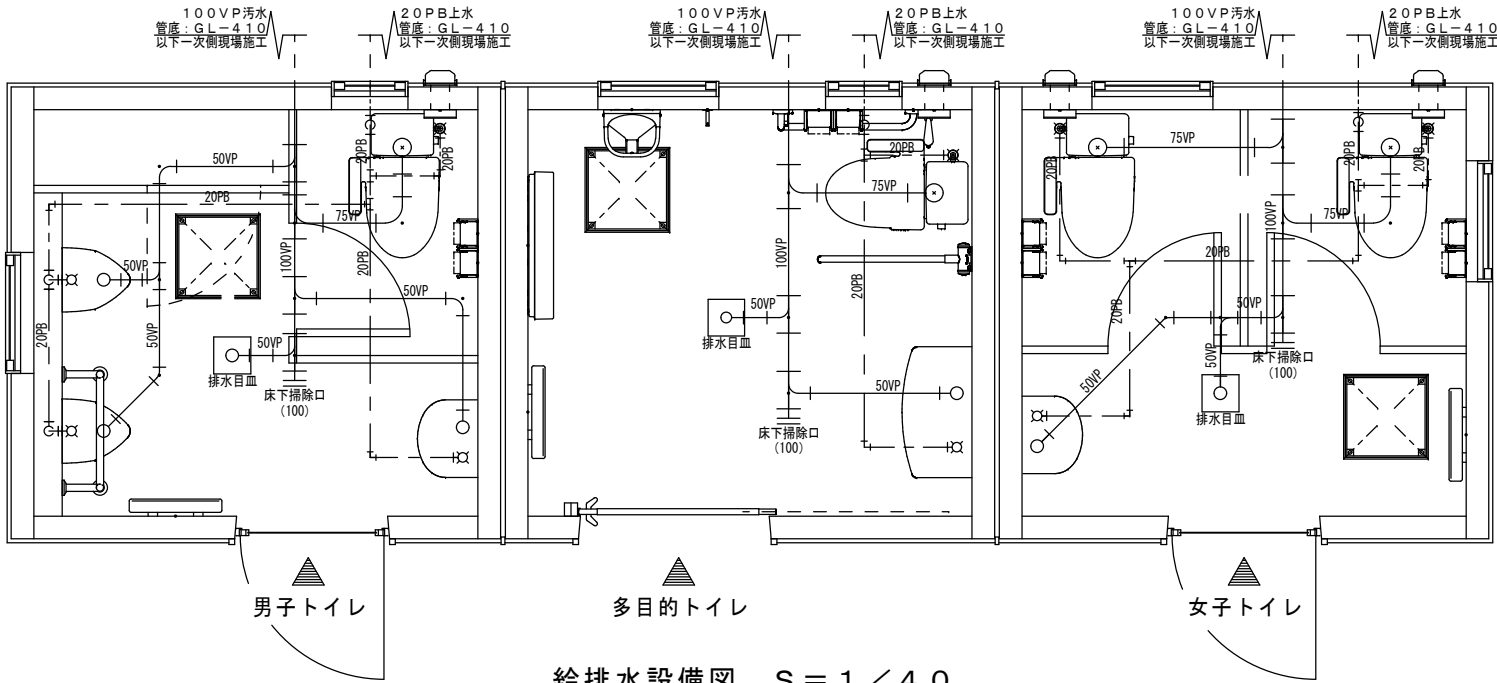 100VP汚水
管底：GL－410
以下一次側現場施工
20PB上水
管底：GL－410
以下一次側現場施工
100VP汚水
管底：GL－410
以下一次側現場施工
20PB上水
管底：GL－410
以下一次側現場施工
100VP汚水
管底：GL－410
以下一次側現場施工
20PB上水
管底：GL－410
以下一次側現場施工
50VP
20PB
20PB
20PB
75VP
50VP
100VP
20PB
50VP
20PB
50VP
50VP
排水目皿
床下掃除口
(100)
20PB
75VP
100VP
20PB
50VP
排水目皿
50VP
床下掃除口
(100)
75VP
20PB
20PB
20PB
75VP
100VP
20PB
20PB
50VP
50VP
50VP
床下掃除口
(100)
排水目皿
男子トイレ
多目的トイレ
女子トイレ
給排水設備図　S＝1／40